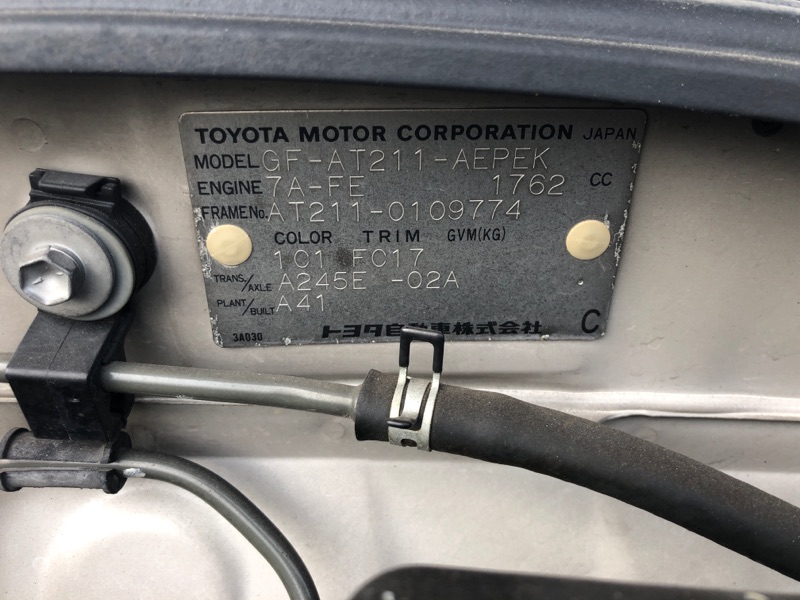 TOYOTA MOTOR CORPORATION JAPAN
MODEL GF-AT211-AEPEK
ENGINE 7A-FE 1762 CC
FRAME No. AT211-0109774
COLOR TRIM GVM(KG)
1C1 FC17
TRANS./AXLE A245E -02A
PLANT/BUILT A41
3A030 トヨタ自動車株式会社 C